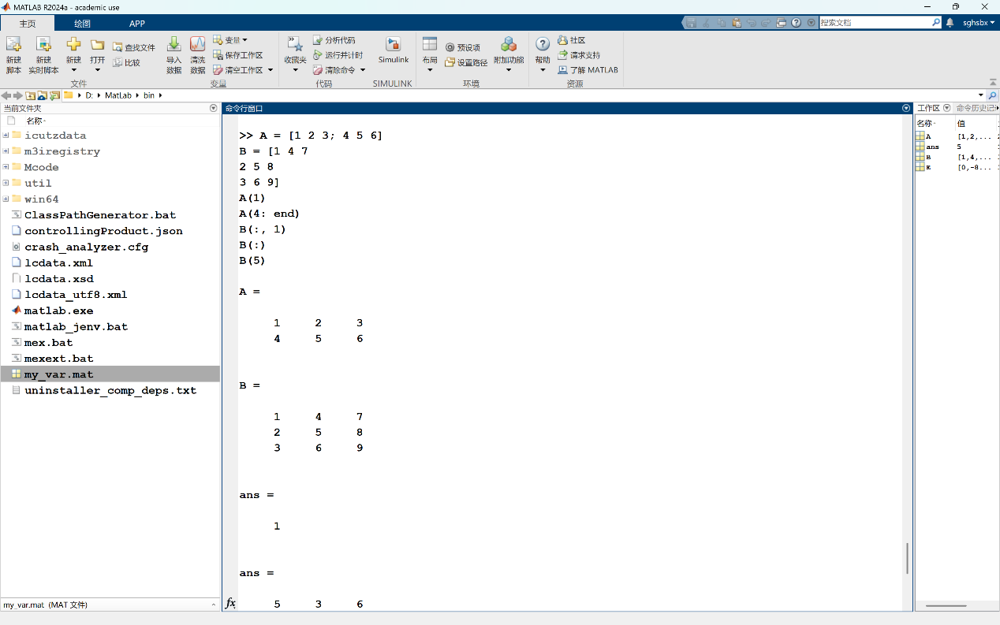 MATLAB R2024a - academic use
主页 绘图 APP
搜索文档 sghsbx
新建脚本 新建实时脚本 新建 打开 查找文件 比较
导入数据 清洗数据 变量 保存工作区 清空工作区
收藏夹 分析代码 运行并计时 清除命令
Simulink
布局 预设项 设置路径 附加功能
帮助 社区 请求支持 了解 MATLAB
文件 变量 代码 SIMULINK 环境 资源
D: MatLab bin
当前文件夹
名称
icutzdata
m3iregistry
Mcode
util
win64
ClassPathGenerator.bat
controllingProduct.json
crash_analyzer.cfg
lcdata.xml
lcdata.xsd
lcdata_utf8.xml
matlab.exe
matlab_jenv.bat
mex.bat
mexext.bat
my_var.mat
uninstaller_comp_deps.txt
my_var.mat (MAT 文件)
命令行窗口
>> A = [1 2 3; 4 5 6]
B = [1 4 7
2 5 8
3 6 9]
A(1)
A(4: end)
B(:, 1)
B(:)
B(5)
A =
1 2 3
4 5 6
B =
1 4 7
2 5 8
3 6 9
ans =
1
ans =
5 3 6
fx
工作区 命令历史记
名称 值
A [1,2,...
ans 5
B [1,4,...
E [0,-8...